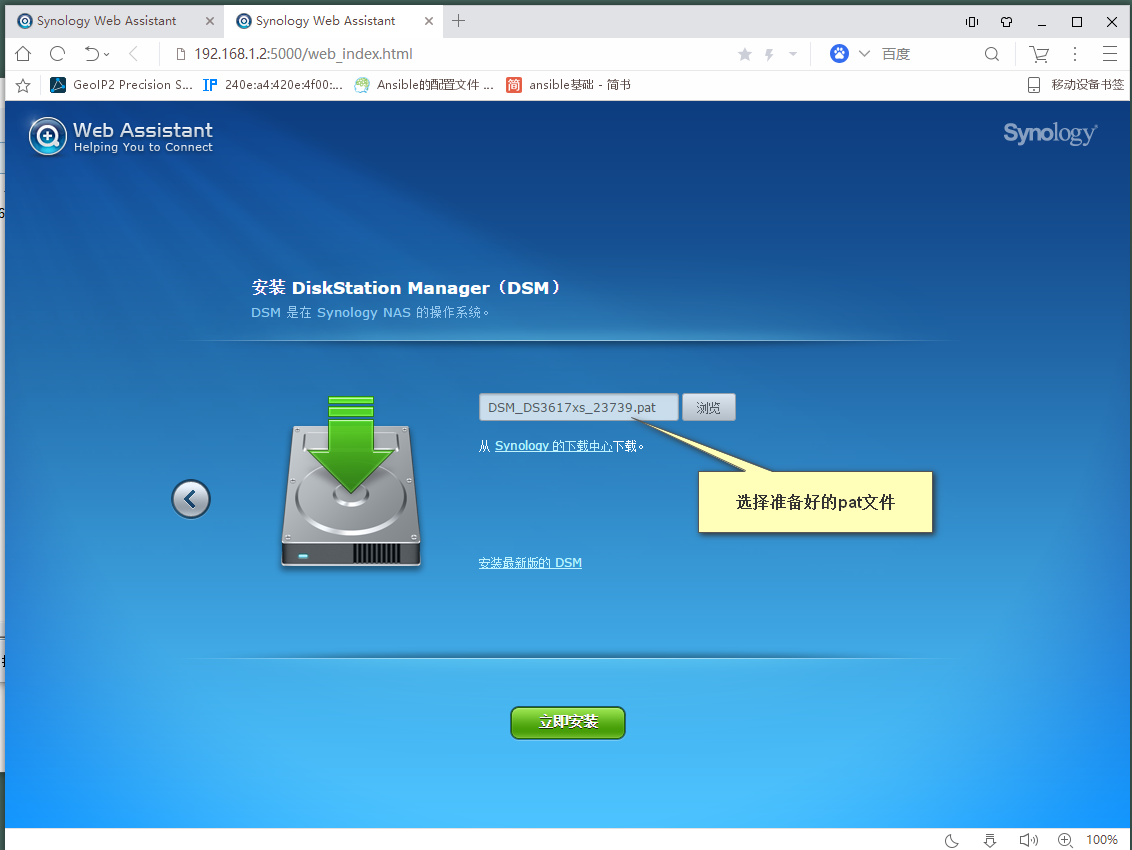 Synology Web Assistant
Synology Web Assistant
192.168.1.2:5000/web_index.html
百度
GeoIP2 Precision S...
IP
240e:a4:420e:4f00:...
Ansible的配置文件 ...
简
ansible基础 - 简书
移动设备书签
Web Assistant
Helping You to Connect
Synology
安装 DiskStation Manager（DSM）
DSM 是在 Synology NAS 的操作系统。
DSM_DS3617xs_23739.pat
浏览
从 Synology 的下载中心下载。
选择准备好的pat文件
安装最新版的 DSM
立即安装
100%